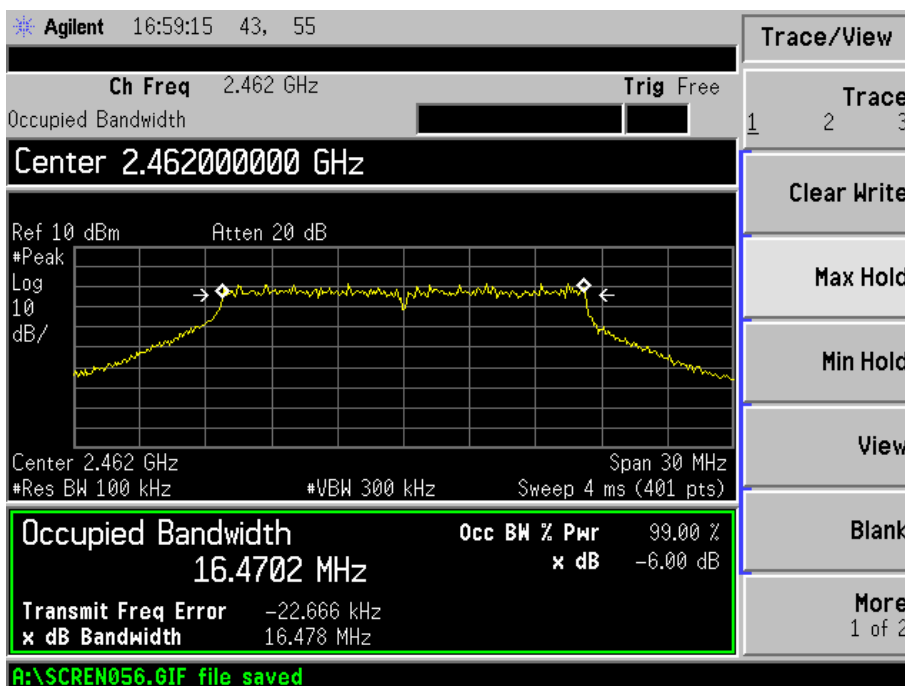 Agilent 16:59:15 43, 55
Ch Freq 2.462 GHz Trig Free
Occupied Bandwidth
Center 2.462000000 GHz
Ref 10 dBm Atten 20 dB
#Peak
Log
10
dB/
Center 2.462 GHz Span 30 MHz
#Res BW 100 kHz #VBW 300 kHz Sweep 4 ms (401 pts)
Occupied Bandwidth
16.4702 MHz
Occ BW % Pwr 99.00 %
x dB -6.00 dB
Transmit Freq Error -22.666 kHz
x dB Bandwidth 16.478 MHz
A:\SCREN056.GIF file saved
Trace/View
Trace
1 2 3
Clear Write
Max Hold
Min Hold
View
Blank
More
1 of 2